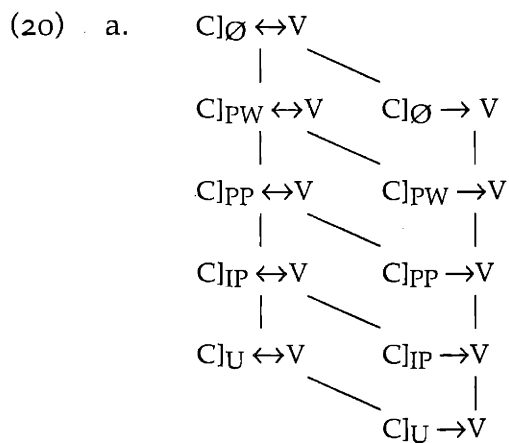 (20) a. C]Ø ↔V
C]PW ↔V C]Ø → V
C]PP ↔V C]PW →V
C]IP ↔V C]PP →V
C]U ↔V C]IP →V
C]U →V